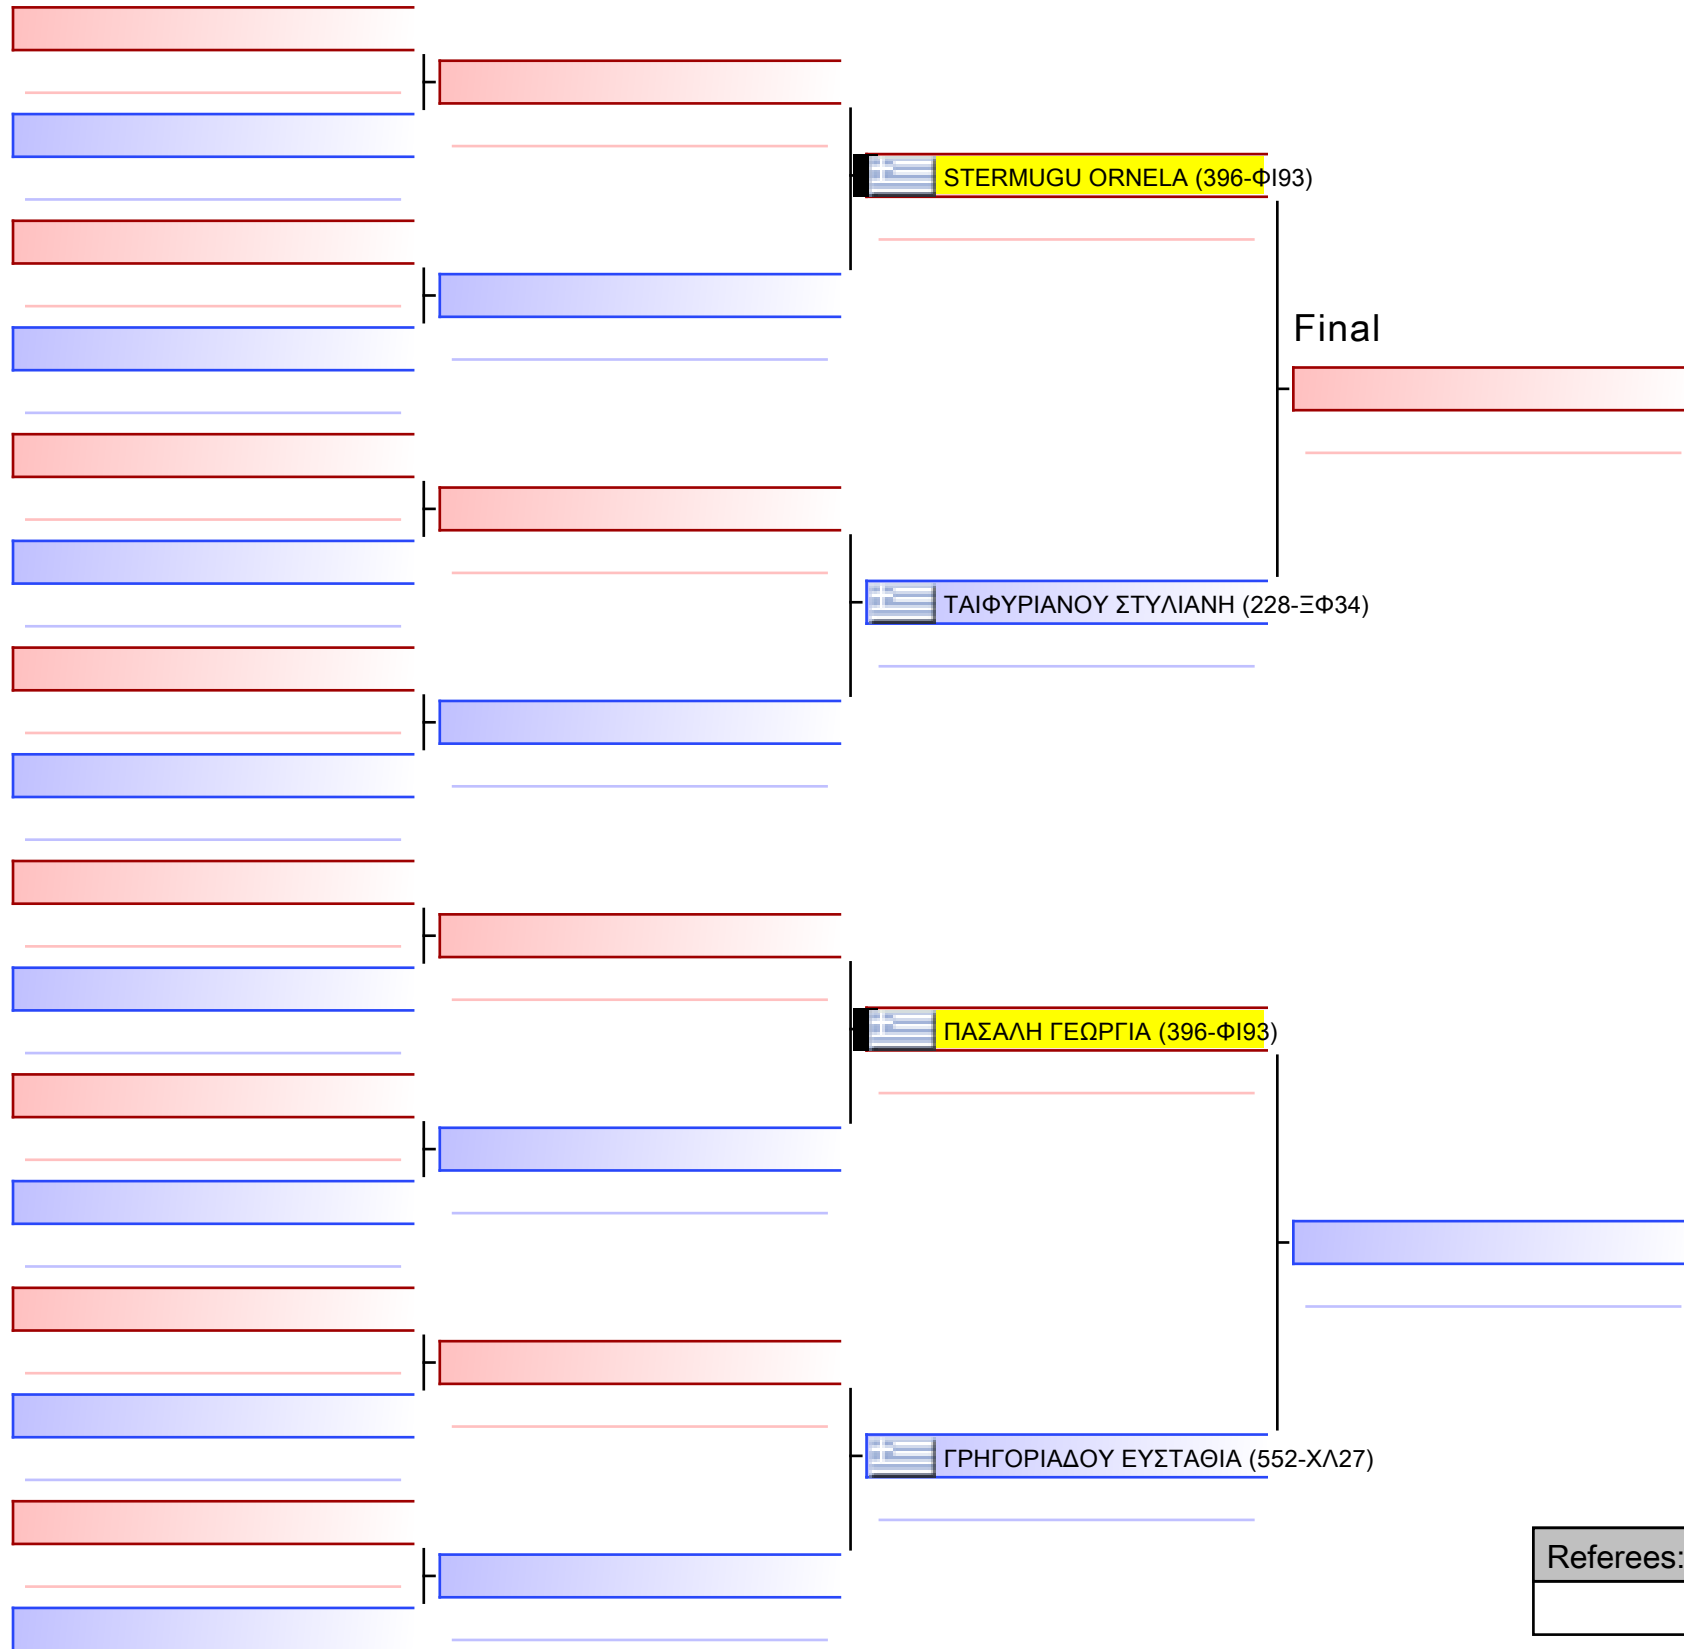 STERMUGU ORNELA (396-ΦΙ93)
Final
ΤΑΙΦΥΡΙΑΝΟΥ ΣΤΥΛΙΑΝΗ (228-ΞΦ34)
ΠΑΣΑΛΗ ΓΕΩΡΓΙΑ (396-ΦΙ93)
ΓΡΗΓΟΡΙΑΔΟΥ ΕΥΣΤΑΘΙΑ (552-ΧΛ27)
Referees: